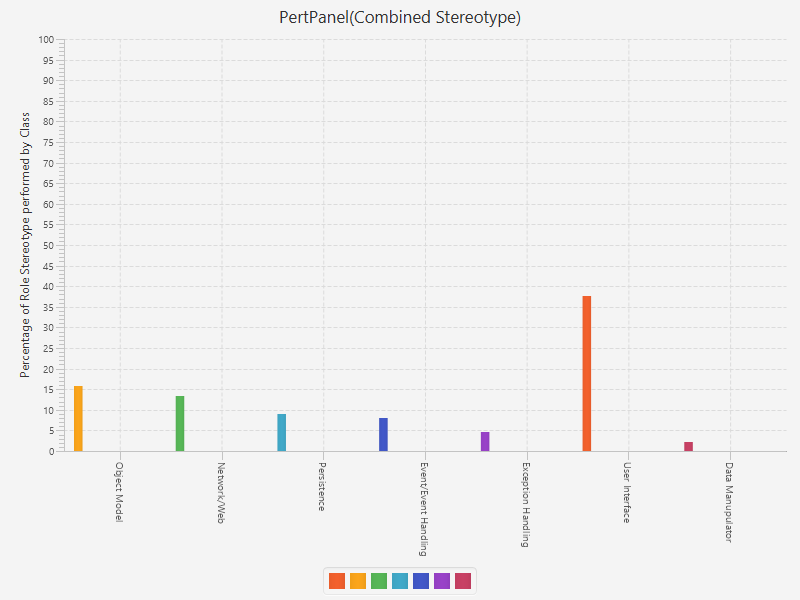 PertPanel(Combined Stereotype)
Percentage of Role Stereotype performed by Class
100
95
90
85
80
75
70
65
60
55
50
45
40
35
30
25
20
15
10
5
0
Object Model
Network/Web
Persistence
Event/Event Handling
Exception Handling
User Interface
Data Manupulator